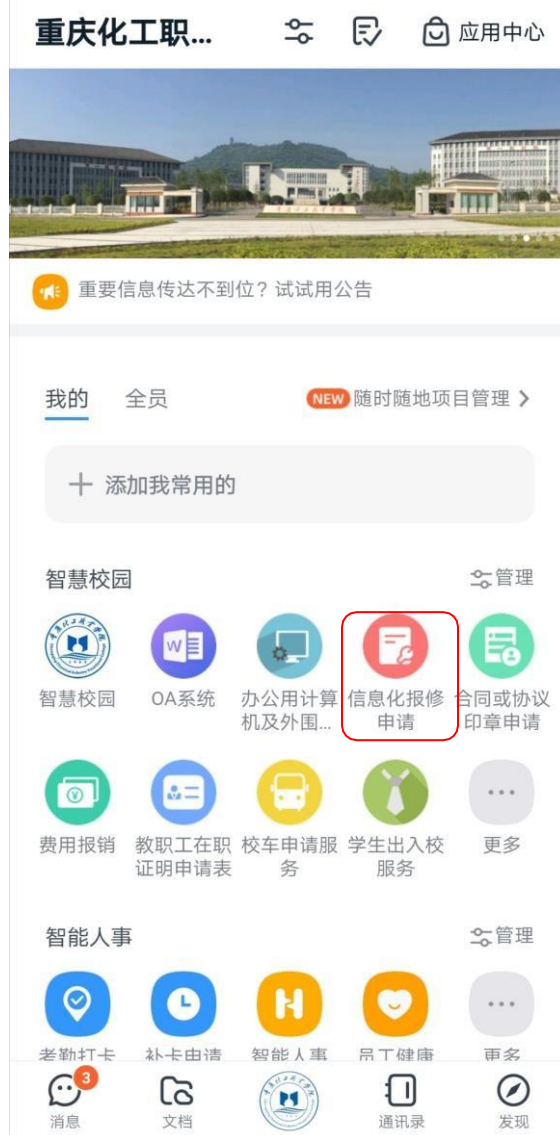 重庆化工职...
应用中心
重要信息传达不到位？试试用公告
我的 全员 NEW 随时随地项目管理
添加我常用的
智慧校园 管理
智慧校园 OA系统 办公用计算机及外围... 信息化报修申请 合同或协议印章申请
费用报销 教职工在职证明申请表 校车申请服务 学生出入校服务 更多
智能人事 管理
考勤打卡 补卡申请 智能人事 员工健康 更多
3
消息 文档 通讯录 发现